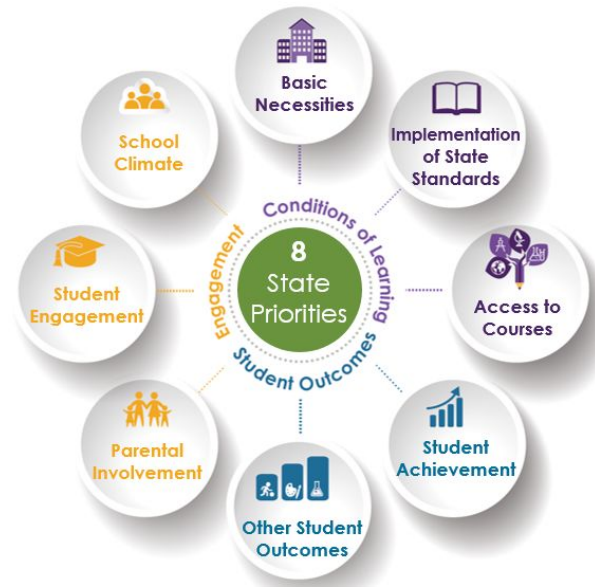 8
State
Priorities
Conditions of Learning
Student Outcomes
Engagement
Basic
Necessities
Implementation
of State
Standards
Access to
Courses
Student
Achievement
Other Student
Outcomes
Parental
Involvement
Student
Engagement
School
Climate